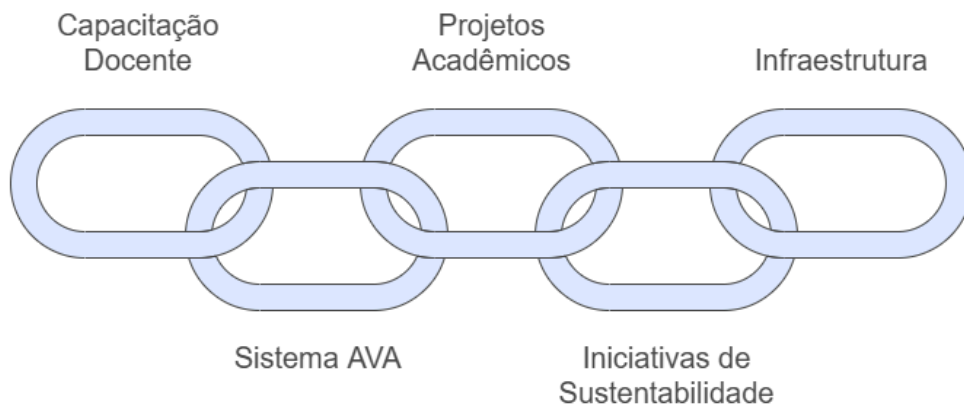 Capacitação
Docente
Projetos
Acadêmicos
Infraestrutura
Sistema AVA
Iniciativas de
Sustentabilidade